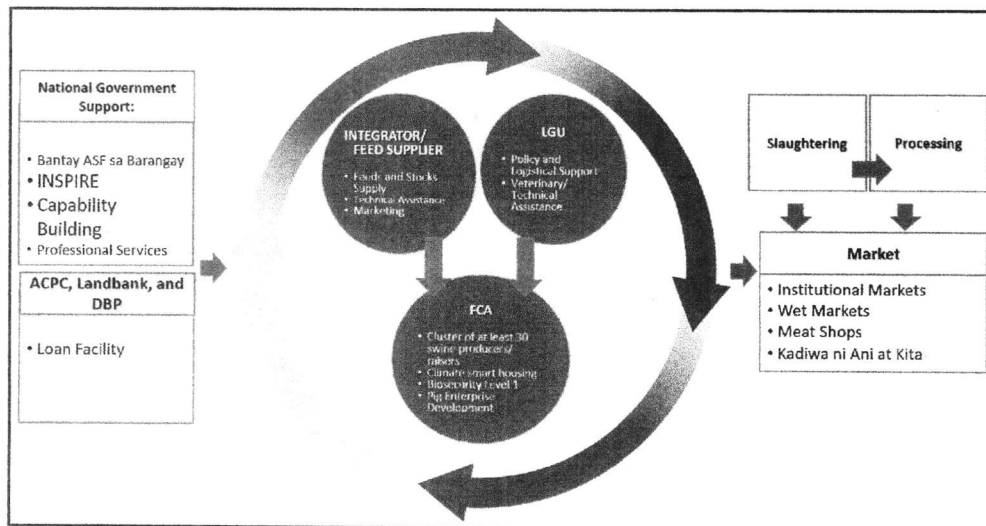 National Government
Support:
• Bantay ASF sa Barangay
• INSPIRE
• Capability
Building
• Professional Services
ACPC, Landbank, and
DBP
• Loan Facility
INTEGRATOR/
FEED SUPPLIER
• Feeds and Stocks
Supply
• Technical Assistance
• Marketing
LGU
• Policy and
Logistical Support
• Veterinary/
Technical
Assistance
FCA
• Cluster of at least 30
swine producers/
raisers
• Climate smart housing
• Biosecurity Level 1
• Pig Enterprise
Development
Slaughtering
Processing
Market
• Institutional Markets
• Wet Markets
• Meat Shops
• Kadiwa ni Ani at Kita